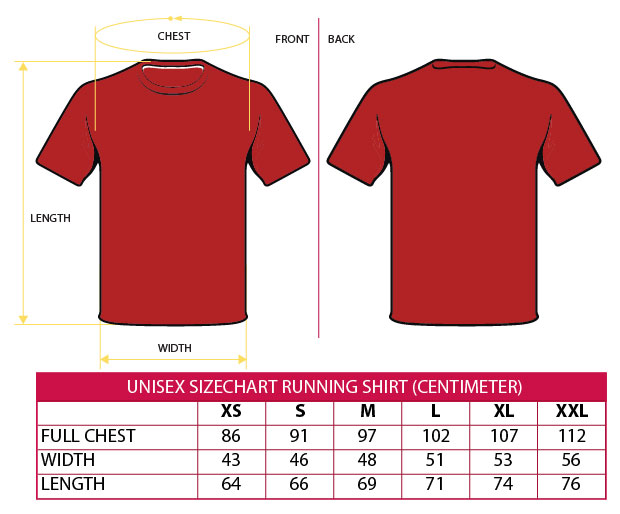 CHEST
FRONT
BACK
LENGTH
WIDTH
UNISEX SIZECHART RUNNING SHIRT (CENTIMETER)
XS S M L XL XXL
FULL CHEST 86 91 97 102 107 112
WIDTH 43 46 48 51 53 56
LENGTH 64 66 69 71 74 76